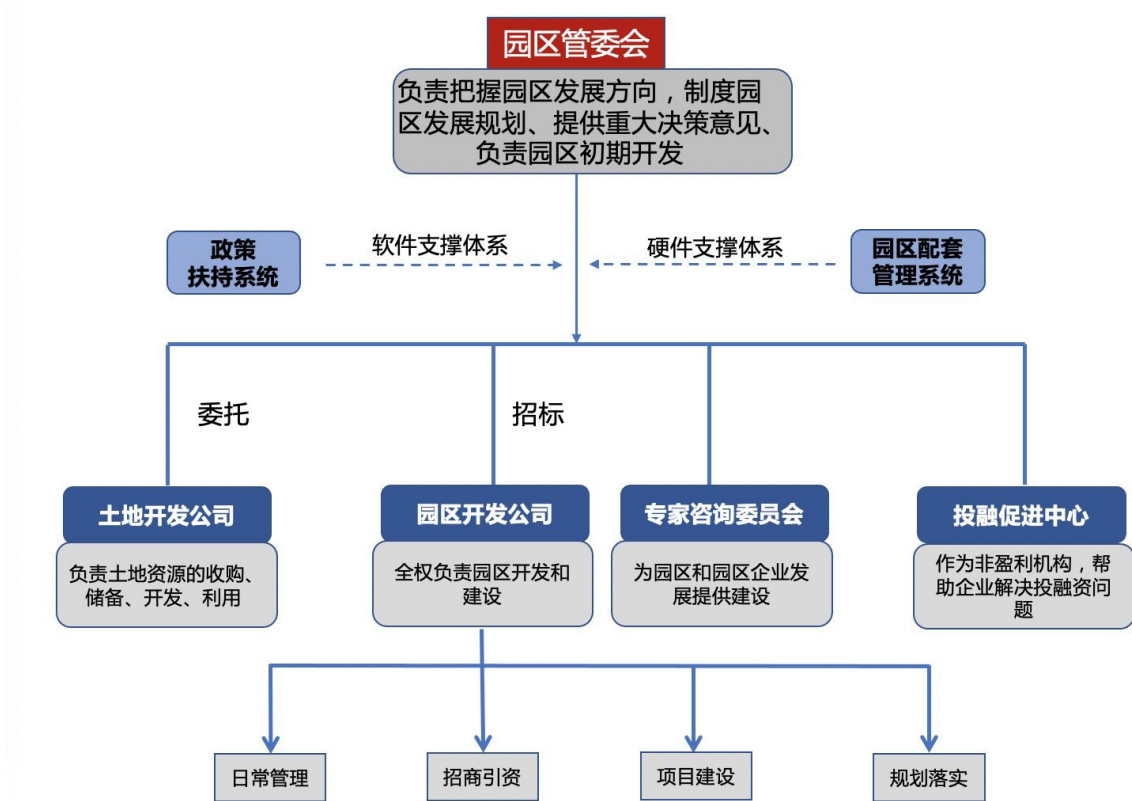 园区管委会
负责把握园区发展方向，制度园
区发展规划、提供重大决策意见、
负责园区初期开发
政策
扶持系统
软件支撑体系
硬件支撑体系
园区配套
管理系统
委托
招标
土地开发公司
负责土地资源的收购、
储备、开发、利用
园区开发公司
全权负责园区开发和
建设
专家咨询委员会
为园区和园区企业发
展提供建设
投融促进中心
作为非盈利机构，帮
助企业解决投融资问
题
日常管理
招商引资
项目建设
规划落实